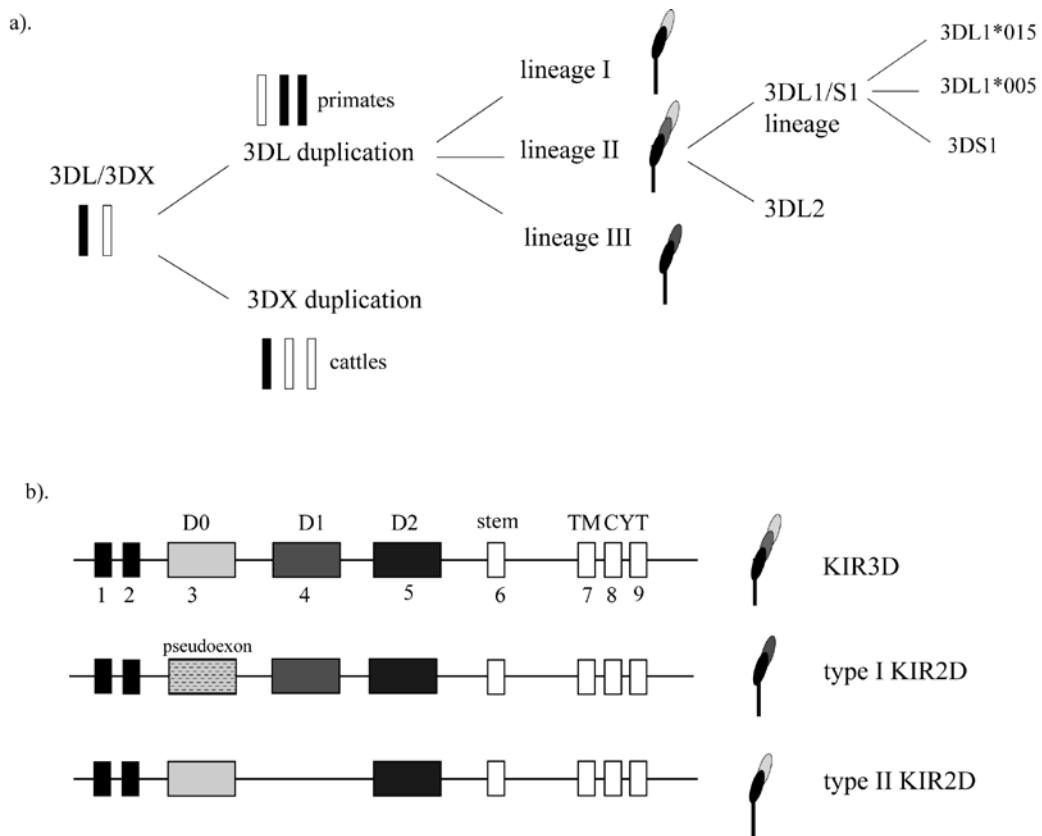 a).
3DL/3DX
primates
3DL duplication
3DX duplication
cattles
lineage I
lineage II
lineage III
3DL1/S1
lineage
3DL2
3DL1*015
3DL1*005
3DS1
b).
D0 D1 D2 stem TM CYT
1 2 3 4 5 6 7 8 9
KIR3D
pseudoexon
type I KIR2D
type II KIR2D